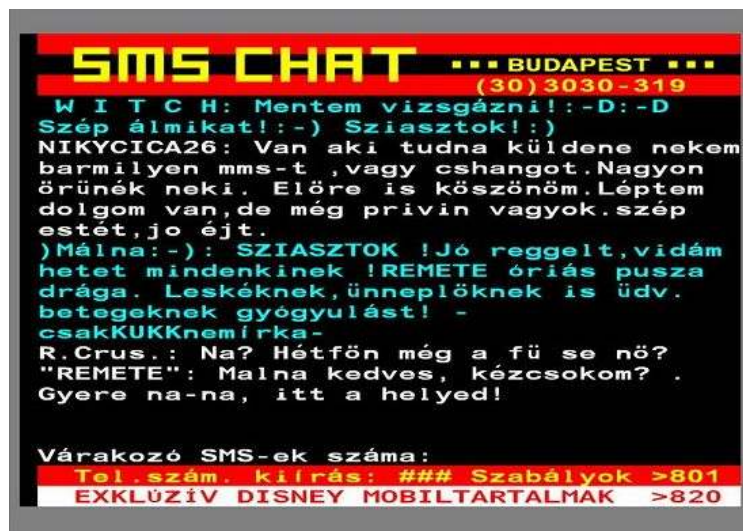 SMS CHAT ▪▪▪ BUDAPEST ▪▪▪
(30)3030-319
W I T C H: Mentem vizsgázni!:-D:-D
Szép álmikat!:-) Sziasztok!:)
NIKYCICA26: Van aki tudna küldene nekem
barmilyen mms-t ,vagy cshangot.Nagyon
örünék neki. Elöre is köszönöm.Léptem
dolgom van,de még privin vagyok.szép
estét,jo éjt.
)Málna:-): SZIASZTOK !Jó reggelt,vidám
hetet mindenkinek !REMETE óriás pusza
drága. Leskéknek,ünneplöknek is üdv.
betegeknek gyógyulást! -
csakKUKKnemírka-
R.Crus.: Na? Hétfön még a fü se nö?
"REMETE": Malna kedves, kézcsokom? .
Gyere na-na, itt a helyed!
Várakozó SMS-ek száma:
Tel.szám. kiírás: ### Szabályok >801
EXKLÚZÍV DISNEY MOBILTARTALMAK >820